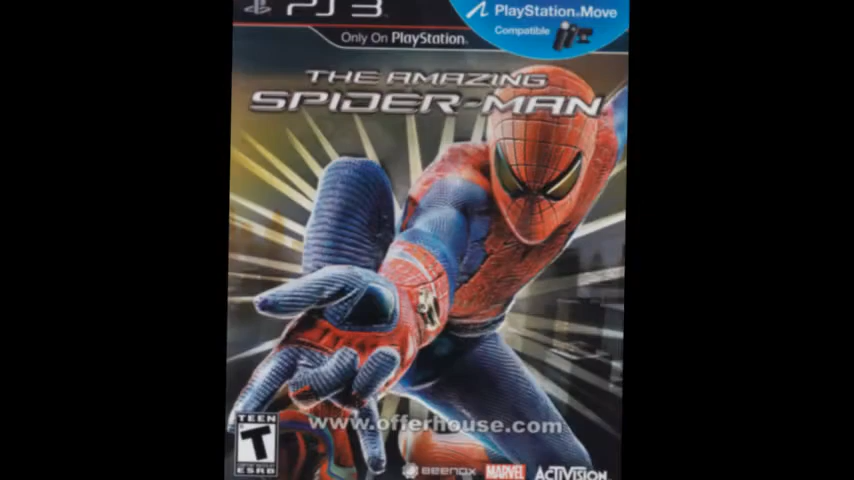 PS3
PlayStation.Move
Compatible
Only On PlayStation.
THE AMAZING
SPIDER-MAN
www.offerhouse.com
TEEN
T
ESRB
BEENOX
MARVEL
ACTIVISION.